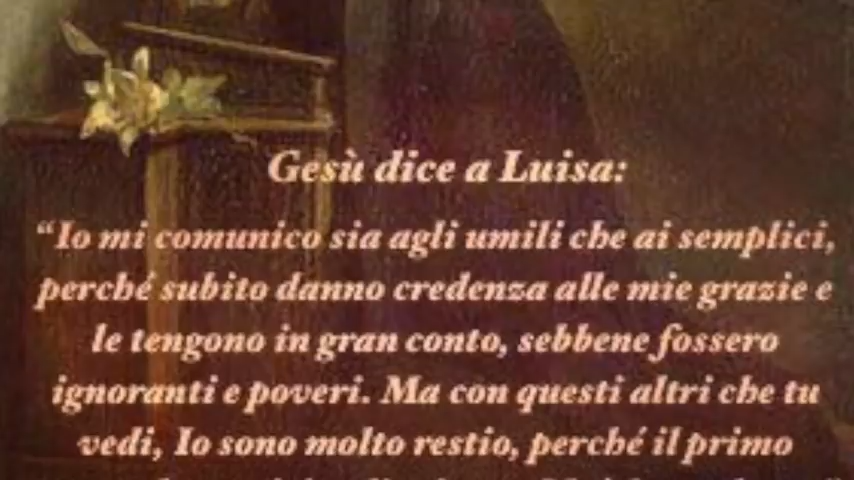 Gesù dice a Luisa:
“Io mi comunico sia agli umili che ai semplici,
perché subito danno credenza alle mie grazie e
le tengono in gran conto, sebbene fossero
ignoranti e poveri. Ma con questi altri che tu
vedi, Io sono molto restio, perché il primo